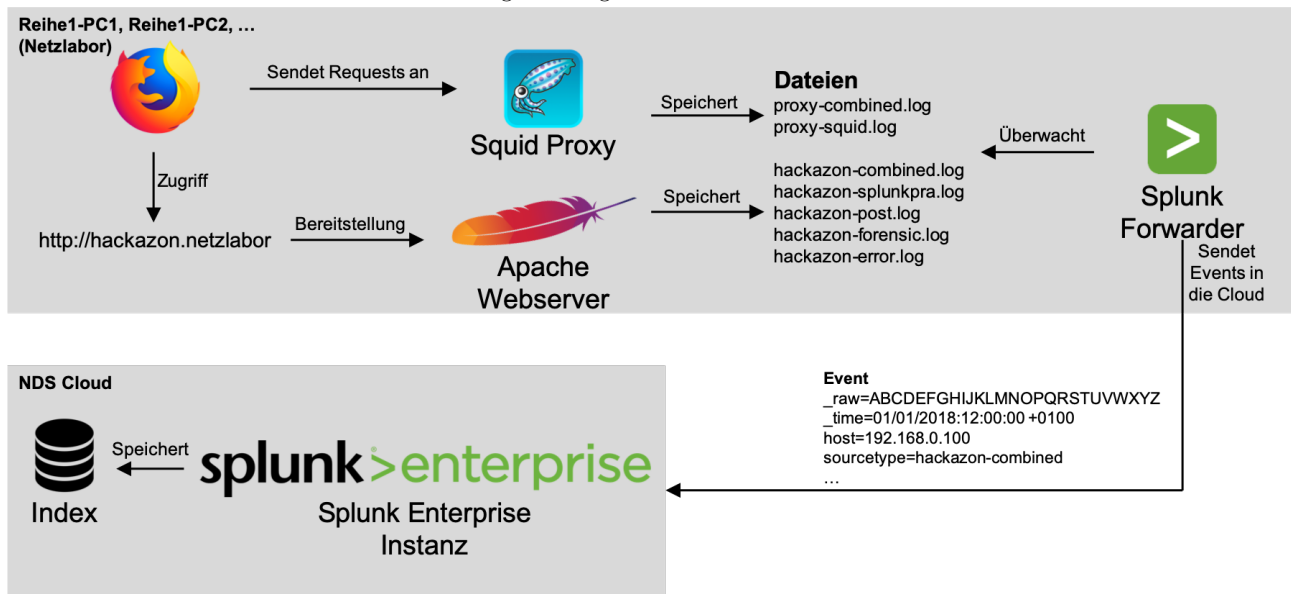 Reihe1-PC1, Reihe1-PC2, ...
(Netzlabor)
Sendet Requests an
Squid Proxy
Speichert
Dateien
proxy-combined.log
proxy-squid.log
Überwacht
>
Splunk
Forwarder
Zugriff
http://hackazon.netzlabor
Bereitstellung
Apache
Webserver
Speichert
hackazon-combined.log
hackazon-splunkpra.log
hackazon-post.log
hackazon-forensic.log
hackazon-error.log
Sendet
Events in
die Cloud
NDS Cloud
Index
Speichert
splunk>enterprise
Splunk Enterprise
Instanz
Event
_raw=ABCDEFGHIJKLMNOPQRSTUVWXYZ
_time=01/01/2018:12:00:00 +0100
host=192.168.0.100
sourcetype=hackazon-combined
...